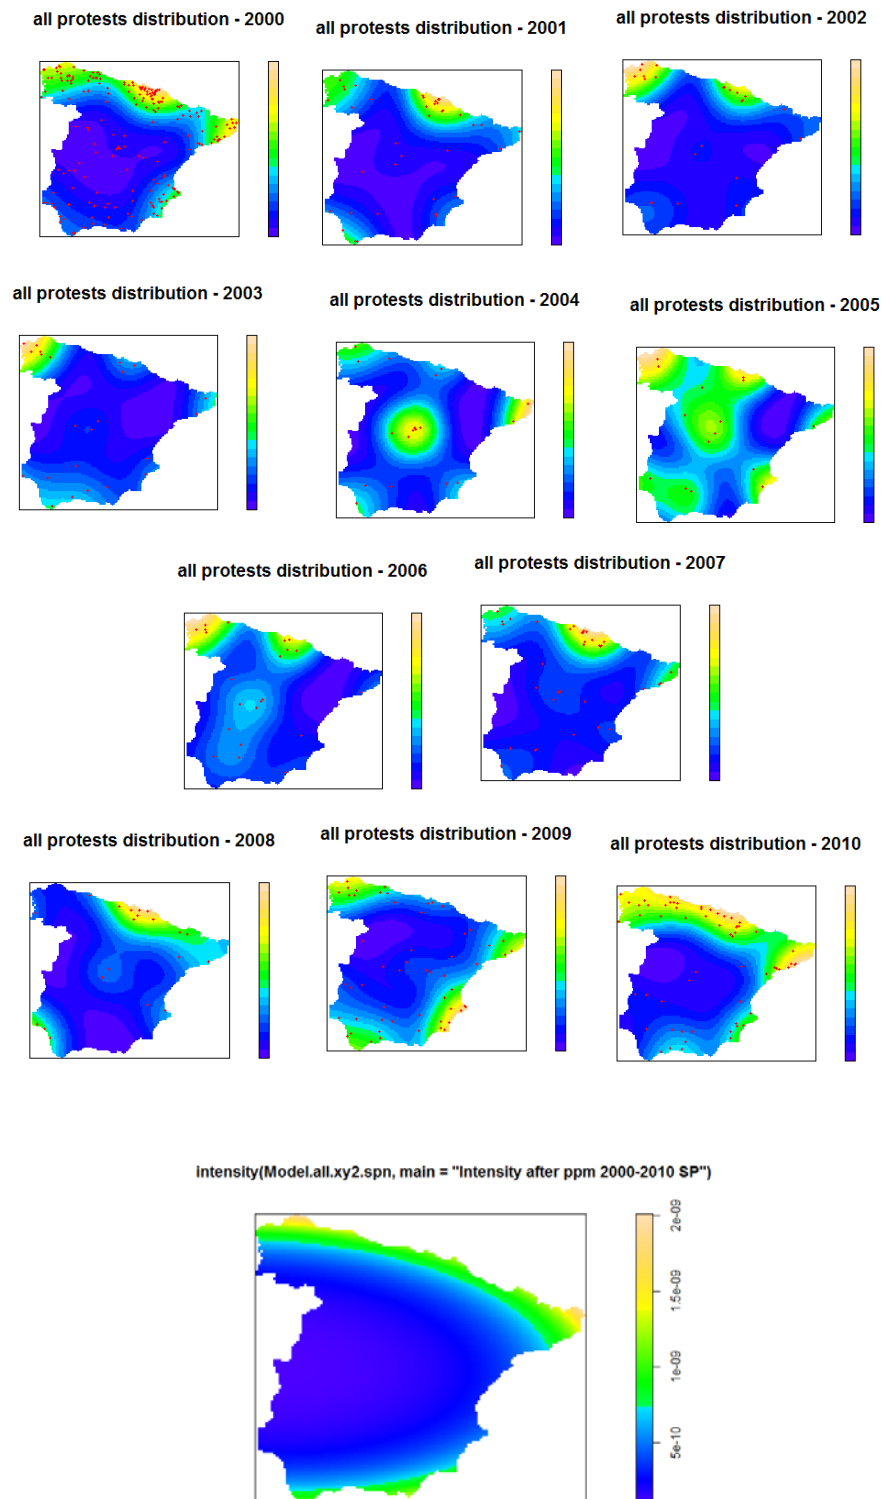 all protests distribution - 2000
all protests distribution - 2001
all protests distribution - 2002
all protests distribution - 2003
all protests distribution - 2004
all protests distribution - 2005
all protests distribution - 2006
all protests distribution - 2007
all protests distribution - 2008
all protests distribution - 2009
all protests distribution - 2010
intensity(Model.all.xy2.spn, main = "Intensity after ppm 2000-2010 SP")
2e-09
1.5e-09
1e-09
5e-10